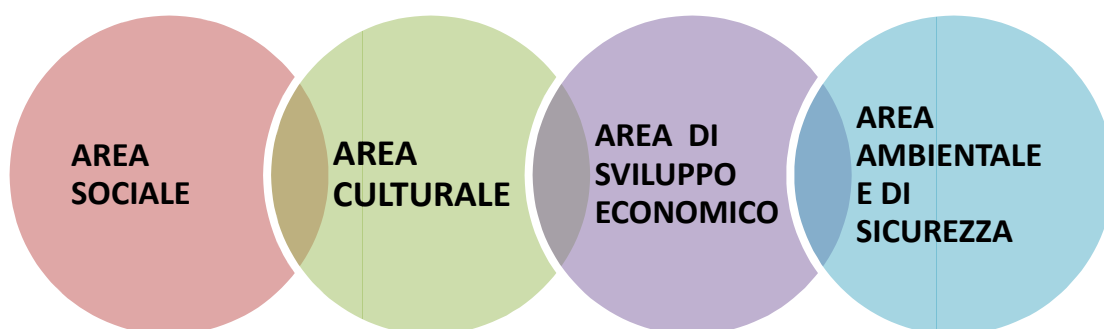 AREA
SOCIALE
AREA
CULTURALE
AREA DI
SVILUPPO
ECONOMICO
AREA
AMBIENTALE
E DI
SICUREZZA